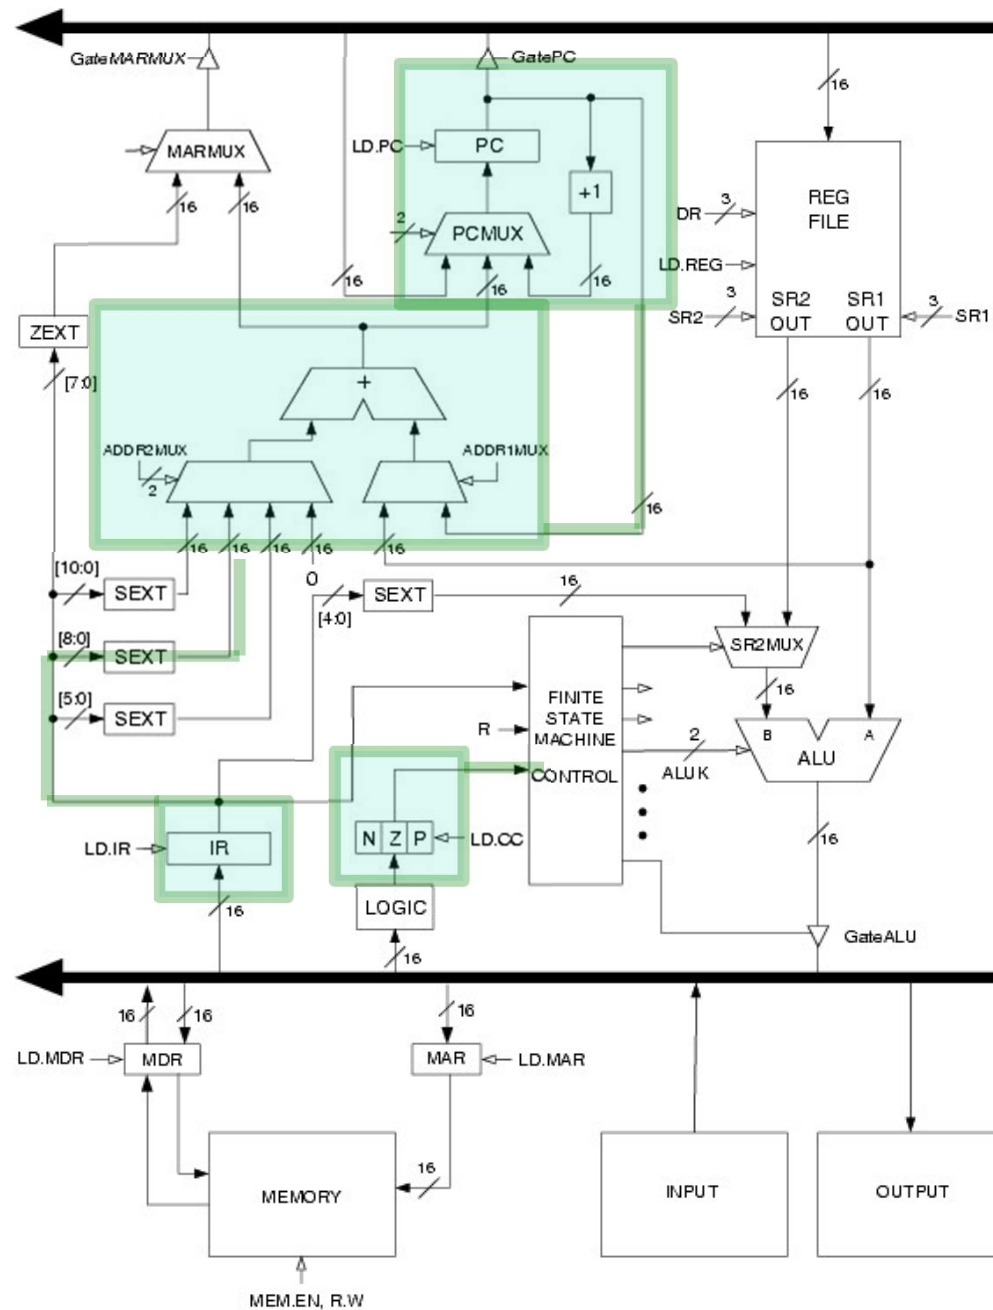 GateMARMUX
GatePC
16
LD.PC
PC
MARMUX
+1
REG
FILE
16
16
2
PCMUX
3
DR
LD.REG
16
16
16
ZEXT
3
SR2
SR2
OUT
SR1
OUT
3
SR1
[7:0]
+
16
16
ADDR2MUX
2
ADDR1MUX
16
16
16
16
16
16
[10:0]
SEXT
0
[4:0]
SEXT
16
[8:0]
SEXT
SR2MUX
16
[5:0]
SEXT
FINITE
STATE
MACHINE
R
CONTROL
2
ALUK
B
A
ALU
N Z P
LD.CC
LD.IR
IR
16
16
LOGIC
16
GateALU
16
16
16
LD.MDR
MDR
MAR
LD.MAR
16
MEMORY
INPUT
OUTPUT
MEM.EN, R.W